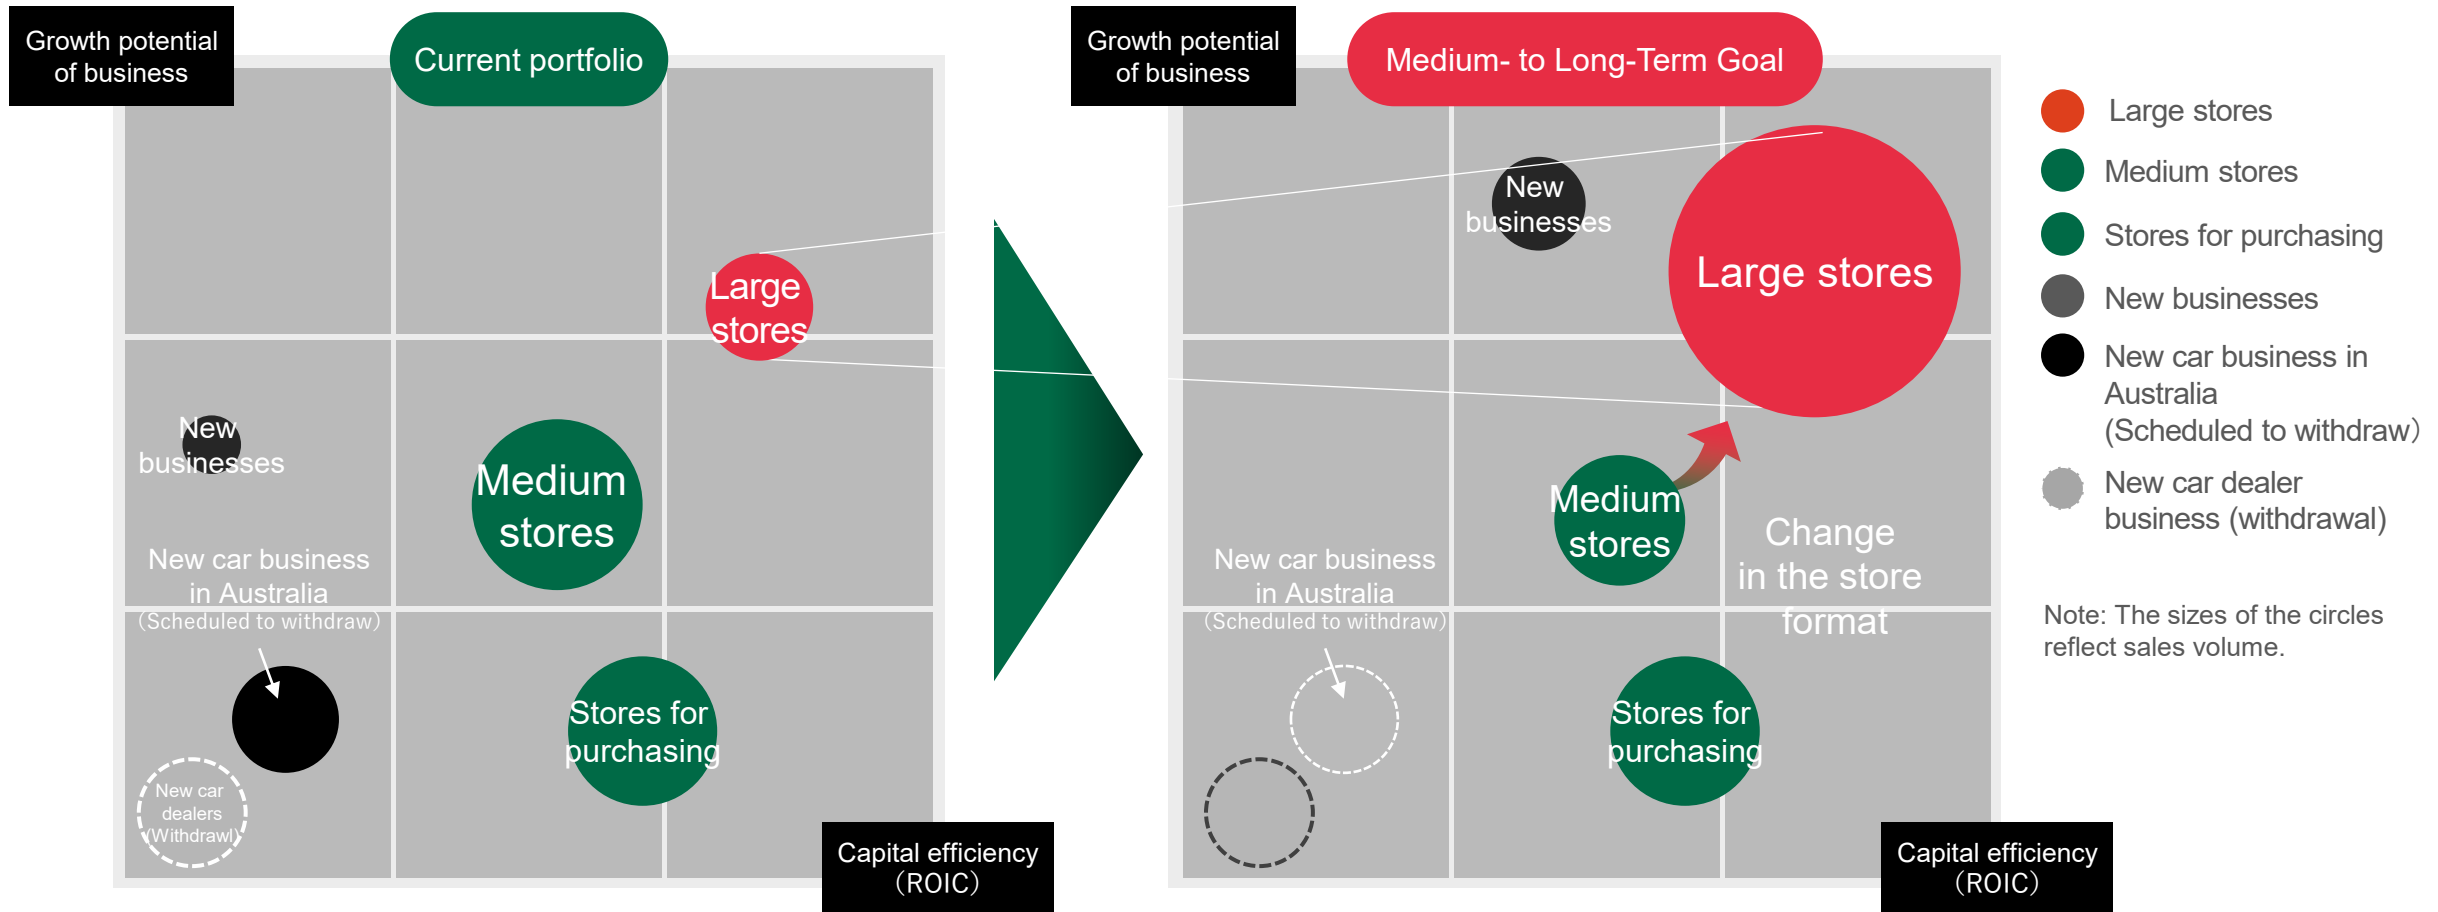 Growth potential
of business
Current portfolio
Large
stores
New
businesses
Medium
stores
New car business
in Australia
（Scheduled to withdraw）
Stores for
purchasing
New car
dealers
(Withdrawl)
Capital efficiency
（ROIC）
Growth potential
of business
Medium- to Long-Term Goal
New
businesses
Large stores
Medium
stores
Change
in the store
format
New car business
in Australia
（Scheduled to withdraw）
Stores for
purchasing
Capital efficiency
（ROIC）
Large stores
Medium stores
Stores for purchasing
New businesses
New car business in
Australia
(Scheduled to withdraw）
New car dealer
business (withdrawal)
Note: The sizes of the circles
reflect sales volume.